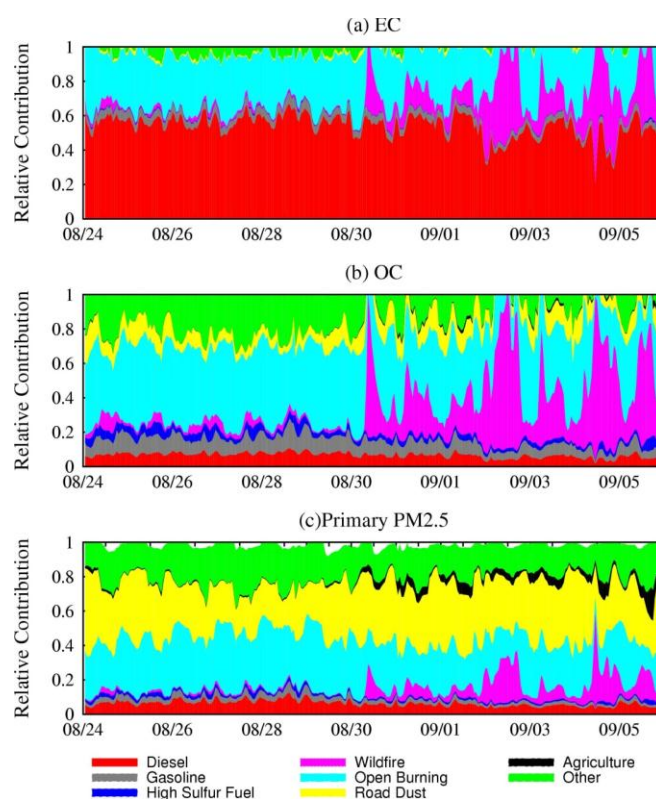 (a) EC
Relative Contribution
1
0.8
0.6
0.4
0.2
0
08/24 08/26 08/28 08/30 09/01 09/03 09/05
(b) OC
Relative Contribution
1
0.8
0.6
0.4
0.2
0
08/24 08/26 08/28 08/30 09/01 09/03 09/05
(c)Primary PM2.5
Relative Contribution
1
0.8
0.6
0.4
0.2
0
08/24 08/26 08/28 08/30 09/01 09/03 09/05
Diesel Wildfire Agriculture
Gasoline Open Burning Other
High Sulfur Fuel Road Dust